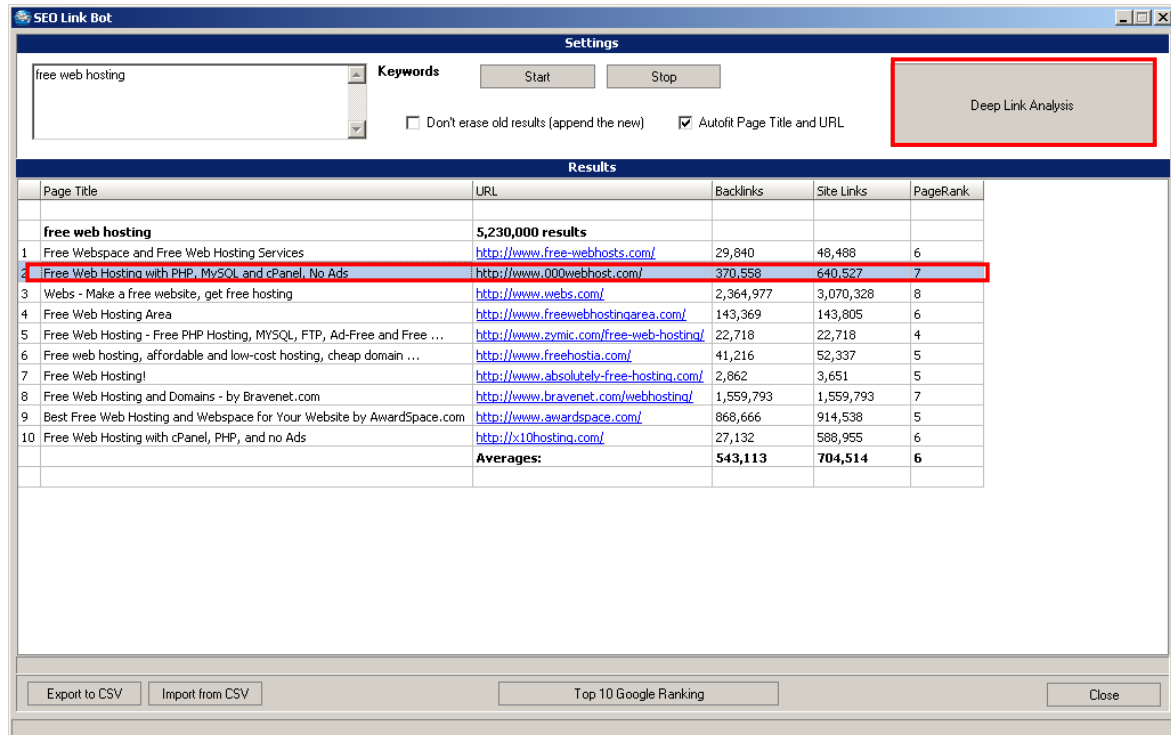 SEO Link Bot
Settings
free web hosting
Keywords
Start
Stop
Deep Link Analysis
Don't erase old results (append the new)
Autofit Page Title and URL
Results
Page Title URL Backlinks Site Links PageRank
free web hosting 5,230,000 results
1 Free Webspace and Free Web Hosting Services http://www.free-webhosts.com/ 29,840 48,488 6
2 Free Web Hosting with PHP, MySQL and cPanel, No Ads http://www.000webhost.com/ 370,558 640,527 7
3 Webs - Make a free website, get free hosting http://www.webs.com/ 2,364,977 3,070,328 8
4 Free Web Hosting Area http://www.freewebhostingarea.com/ 143,369 143,805 6
5 Free Web Hosting - Free PHP Hosting, MYSQL, FTP, Ad-Free and Free ... http://www.zymic.com/free-web-hosting/ 22,718 22,718 4
6 Free web hosting, affordable and low-cost hosting, cheap domain ... http://www.freehostia.com/ 41,216 52,337 5
7 Free Web Hosting! http://www.absolutely-free-hosting.com/ 2,862 3,651 5
8 Free Web Hosting and Domains - by Bravenet.com http://www.bravenet.com/webhosting/ 1,559,793 1,559,793 7
9 Best Free Web Hosting and Webspace for Your Website by AwardSpace.com http://www.awardspace.com/ 868,666 914,538 5
10 Free Web Hosting with cPanel, PHP, and no Ads http://x10hosting.com/ 27,132 588,955 6
Averages: 543,113 704,514 6
Export to CSV
Import from CSV
Top 10 Google Ranking
Close